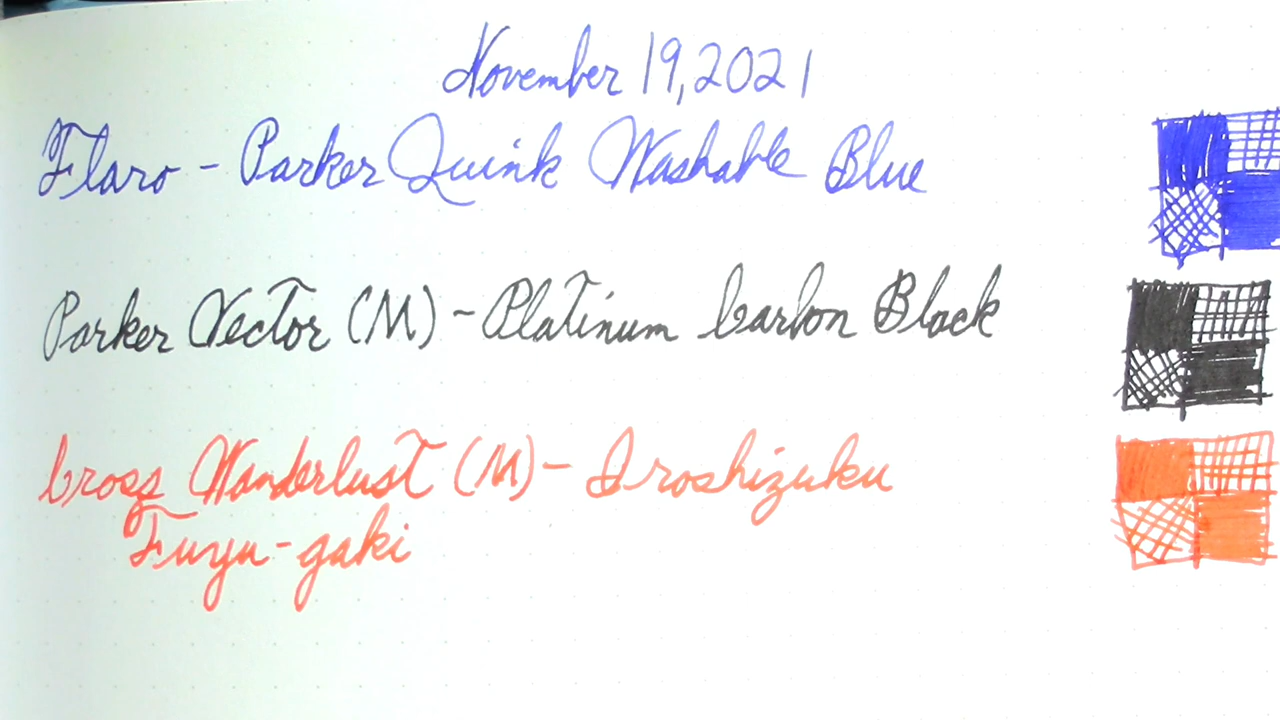 November 19, 2021
Flaro - Parker Quink Washable Blue
Parker Vector (M) - Platinum Carbon Black
Cross Wanderlust (M) - Iroshizuku
Fuyu-gaki